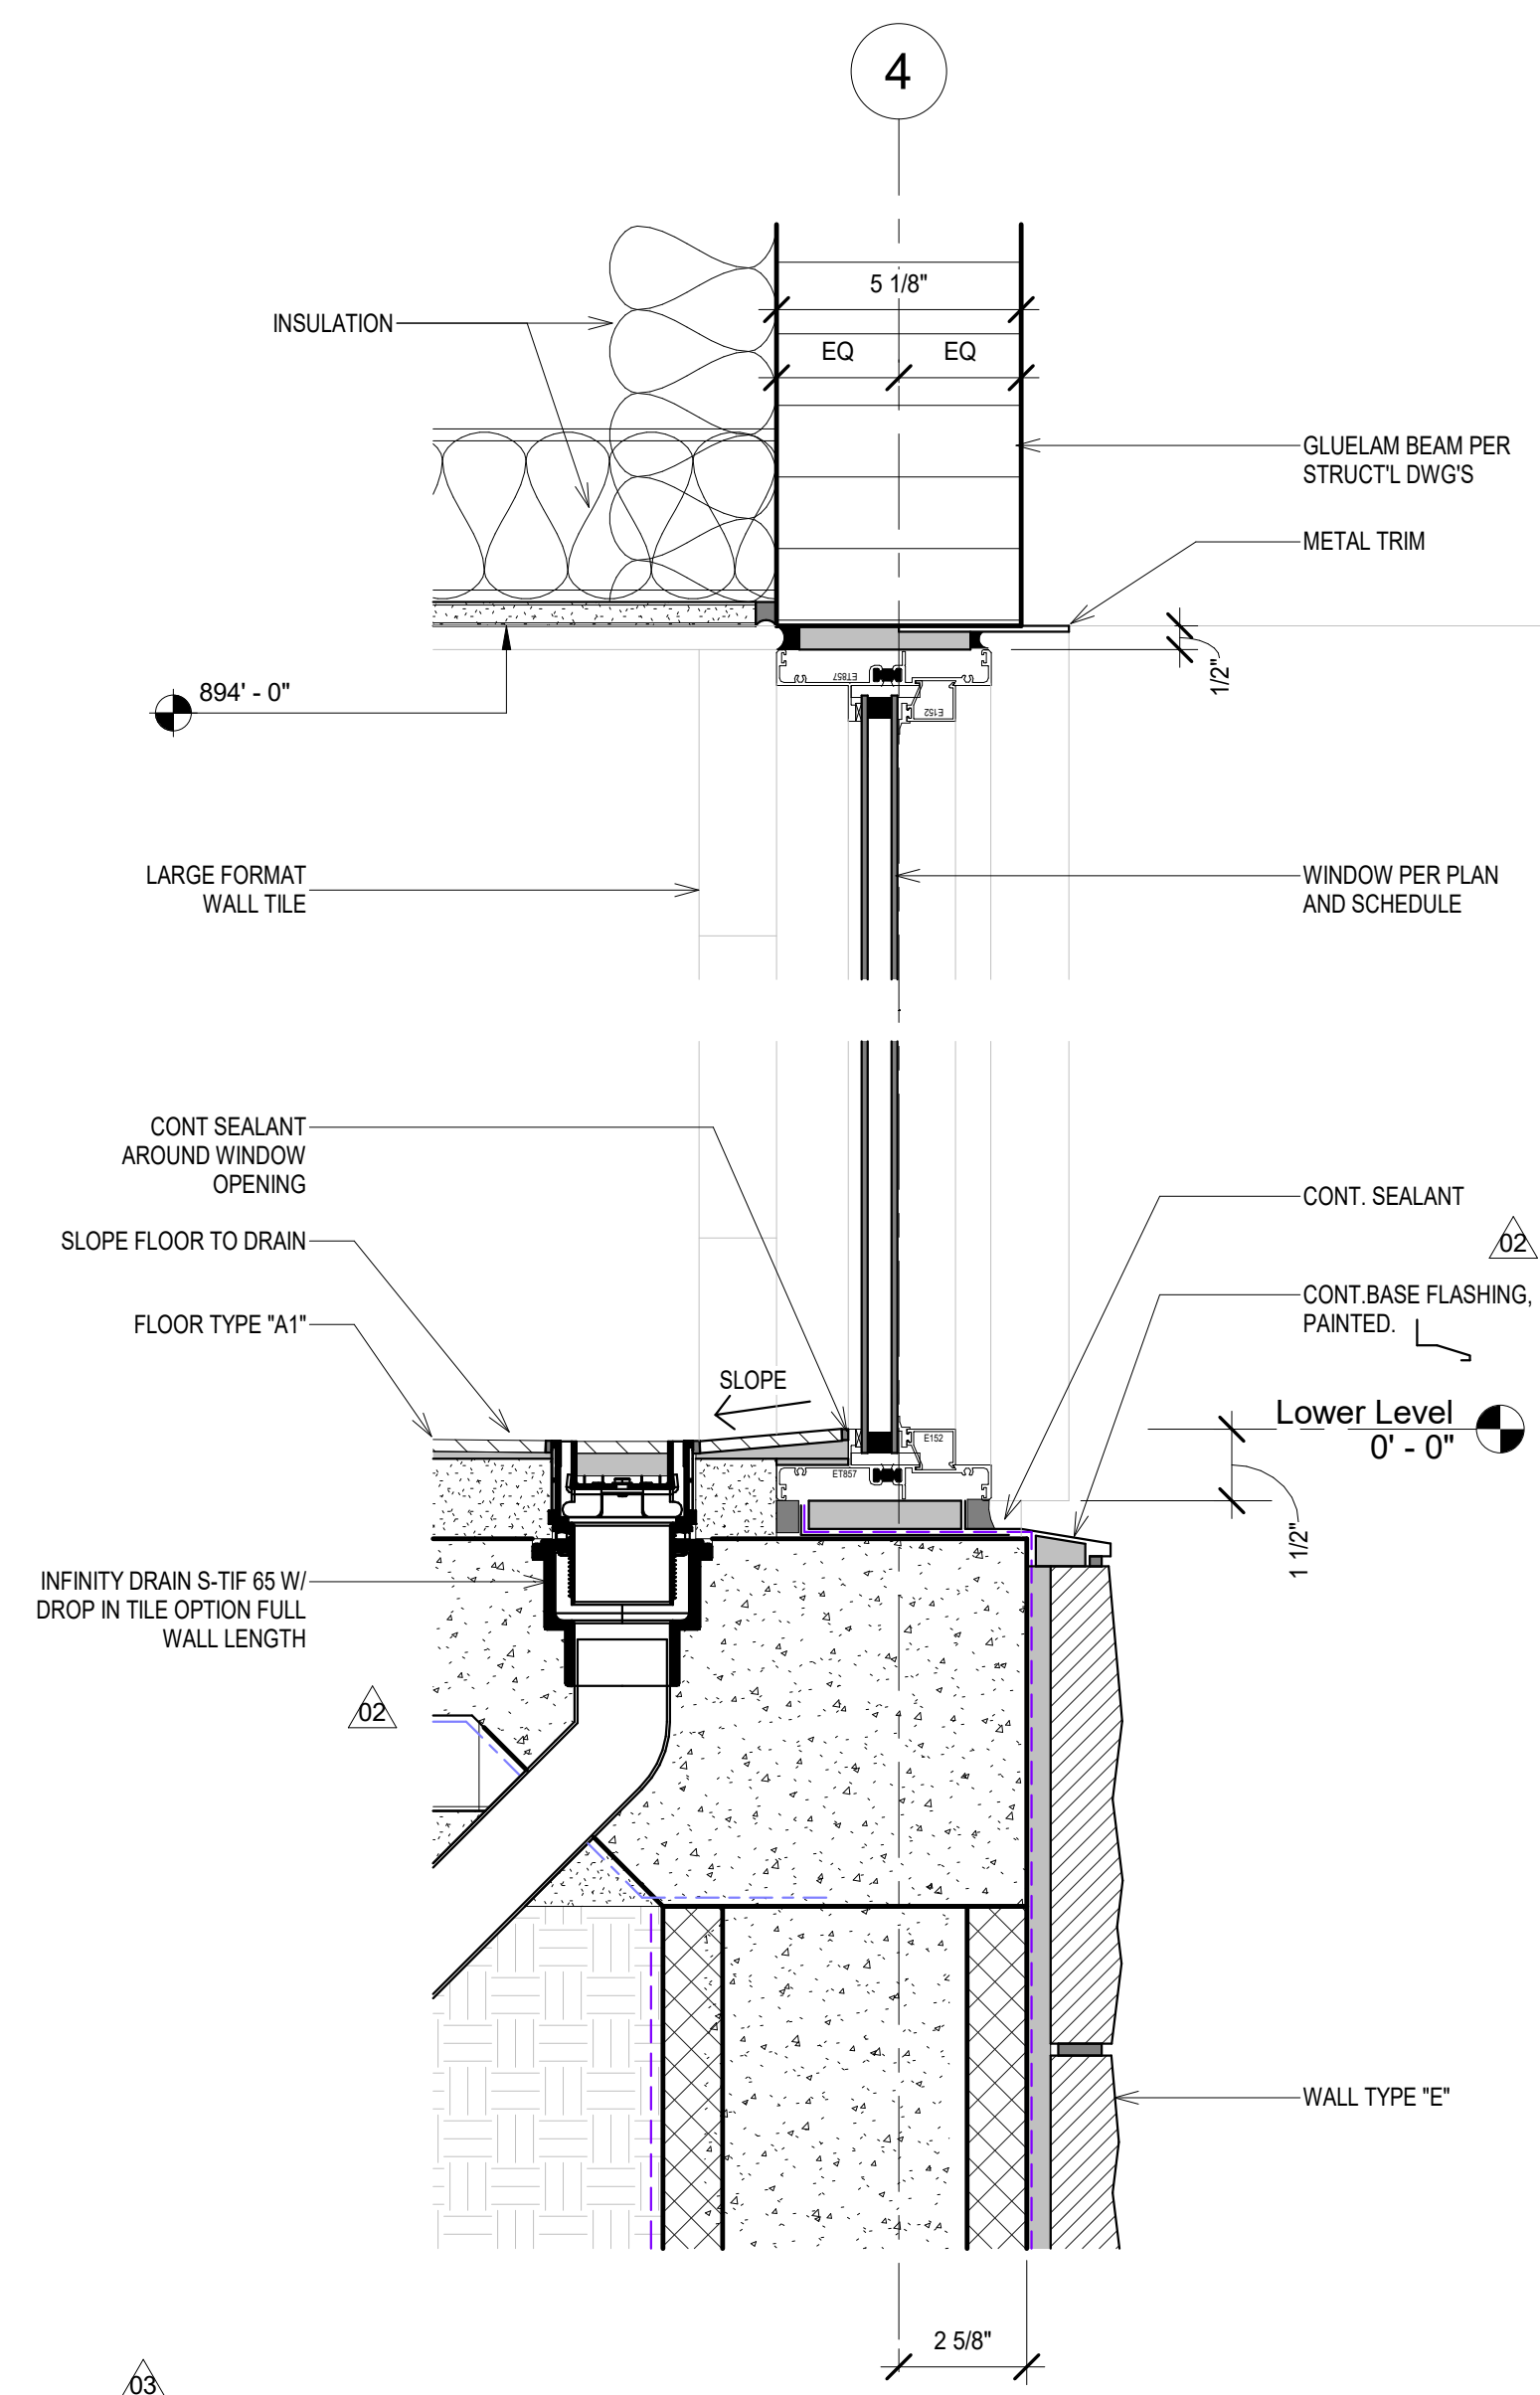 4
5 1/8"
INSULATION
EQ
EQ
GLUELAM BEAM PER
STRUCT'L DWG'S
METAL TRIM
1/2"
ET857
894' - 0"
E152
LARGE FORMAT
WALL TILE
WINDOW PER PLAN
AND SCHEDULE
CONT SEALANT
AROUND WINDOW
OPENING
CONT. SEALANT
02
SLOPE FLOOR TO DRAIN
CONT.BASE FLASHING,
PAINTED.
FLOOR TYPE "A1"
SLOPE
Lower Level
0' - 0"
E152
ET857
1 1/2"
INFINITY DRAIN S-TIF 65 W/
DROP IN TILE OPTION FULL
WALL LENGTH
02
WALL TYPE "E"
2 5/8"
03